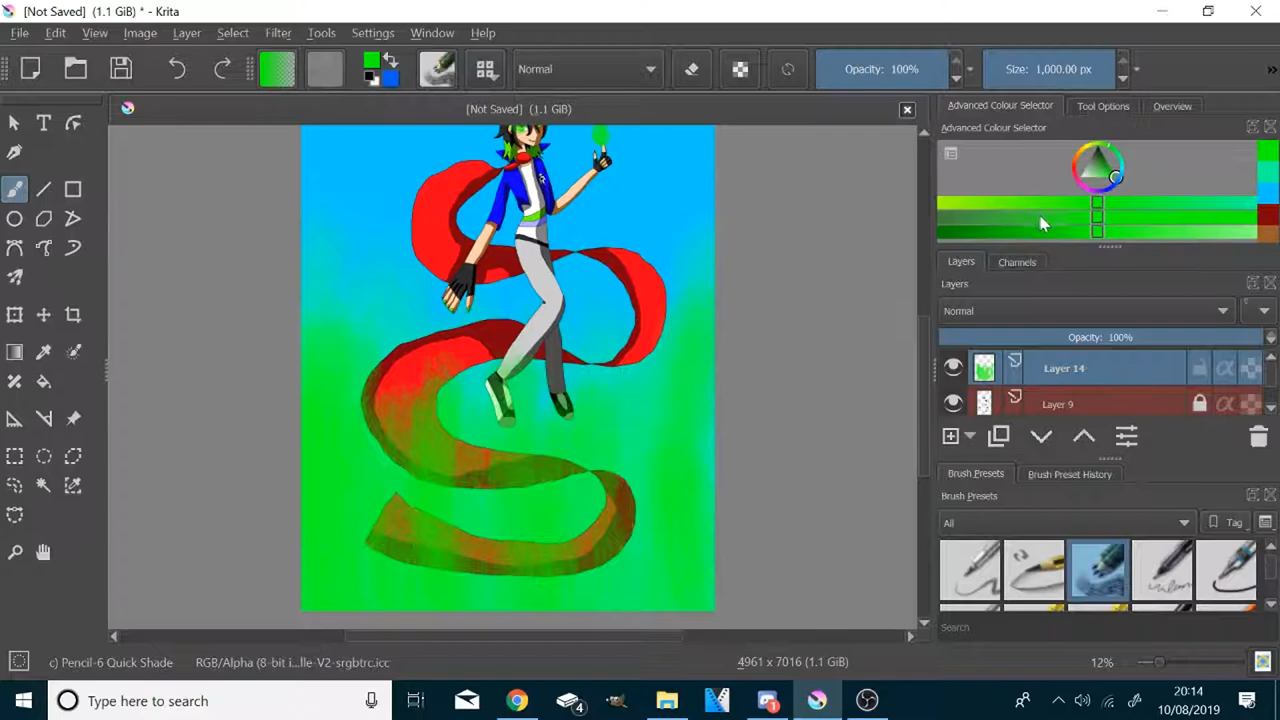 [Not Saved] (1.1 GiB) * - Krita
File Edit View Image Layer Select Filter Tools Settings Window Help
Normal Opacity: 100% Size: 1,000.00 px
[Not Saved] (1.1 GiB)
Advanced Colour Selector Tool Options Overview
Advanced Colour Selector
Layers Channels
Layers
Normal
Opacity: 100%
Layer 14
Layer 9
Brush Presets Brush Preset History
Brush Presets
All Tag
Search
c) Pencil-6 Quick Shade RGB/Alpha (8-bit i...lle-V2-srgbtrc.icc 4961 x 7016 (1.1 GiB) 12%
Type here to search 4 1 20:14
10/08/2019